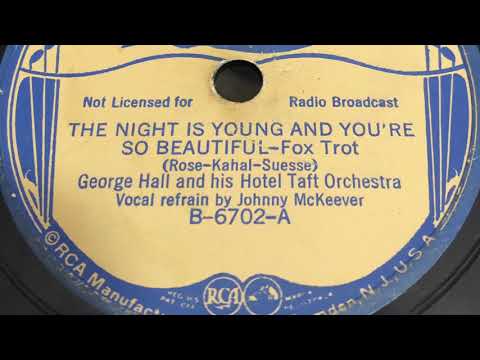 Not Licensed for Radio Broadcast
THE NIGHT IS YOUNG AND YOU'RE
SO BEAUTIFUL-Fox Trot
(Rose-Kahal-Suesse)
George Hall and his Hotel Taft Orchestra
Vocal refrain by Johnny McKeever
B-6702-A
©RCA Manufact
RCA
den, N.J., U.S.A.